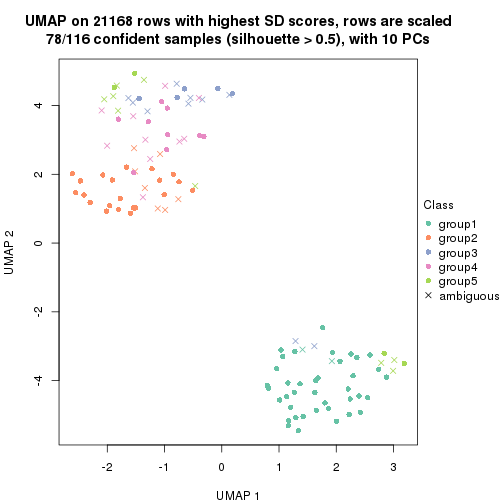 UMAP on 21168 rows with highest SD scores, rows are scaled
78/116 confident samples (silhouette > 0.5), with 10 PCs
4
2
0
-2
-4
UMAP 2
-2
-1
0
1
2
3
UMAP 1
Class
group1
group2
group3
group4
group5
ambiguous